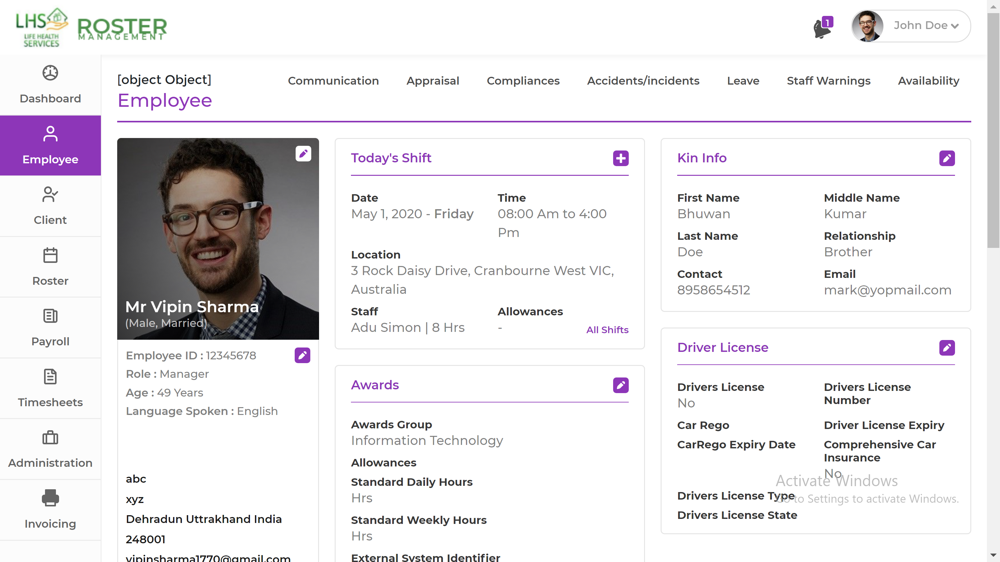 LHS
LIFE HEALTH
SERVICES
ROSTER
MANAGEMENT
1
John Doe
Dashboard
Employee
Client
Roster
Payroll
Timesheets
Administration
Invoicing
[object Object]
Employee
Communication
Appraisal
Compliances
Accidents/incidents
Leave
Staff Warnings
Availability
Mr Vipin Sharma
(Male, Married)
Employee ID : 12345678
Role : Manager
Age : 49 Years
Language Spoken : English
abc
xyz
Dehradun Uttrakhand India
248001
vipinsharma1770@gmail.com
Today's Shift
Date
May 1, 2020 - Friday
Time
08:00 Am to 4:00
Pm
Location
3 Rock Daisy Drive, Cranbourne West VIC,
Australia
Staff
Adu Simon | 8 Hrs
Allowances
-
All Shifts
Awards
Awards Group
Information Technology
Allowances
Standard Daily Hours
Hrs
Standard Weekly Hours
Hrs
External System Identifier
Kin Info
First Name
Bhuwan
Middle Name
Kumar
Last Name
Doe
Relationship
Brother
Contact
8958654512
Email
mark@yopmail.com
Driver License
Drivers License
No
Drivers License
Number
Car Rego
Driver License Expiry
CarRego Expiry Date
Comprehensive Car
Insurance
No
Drivers License Type
Drivers License State
Activate Windows
Go to Settings to activate Windows.